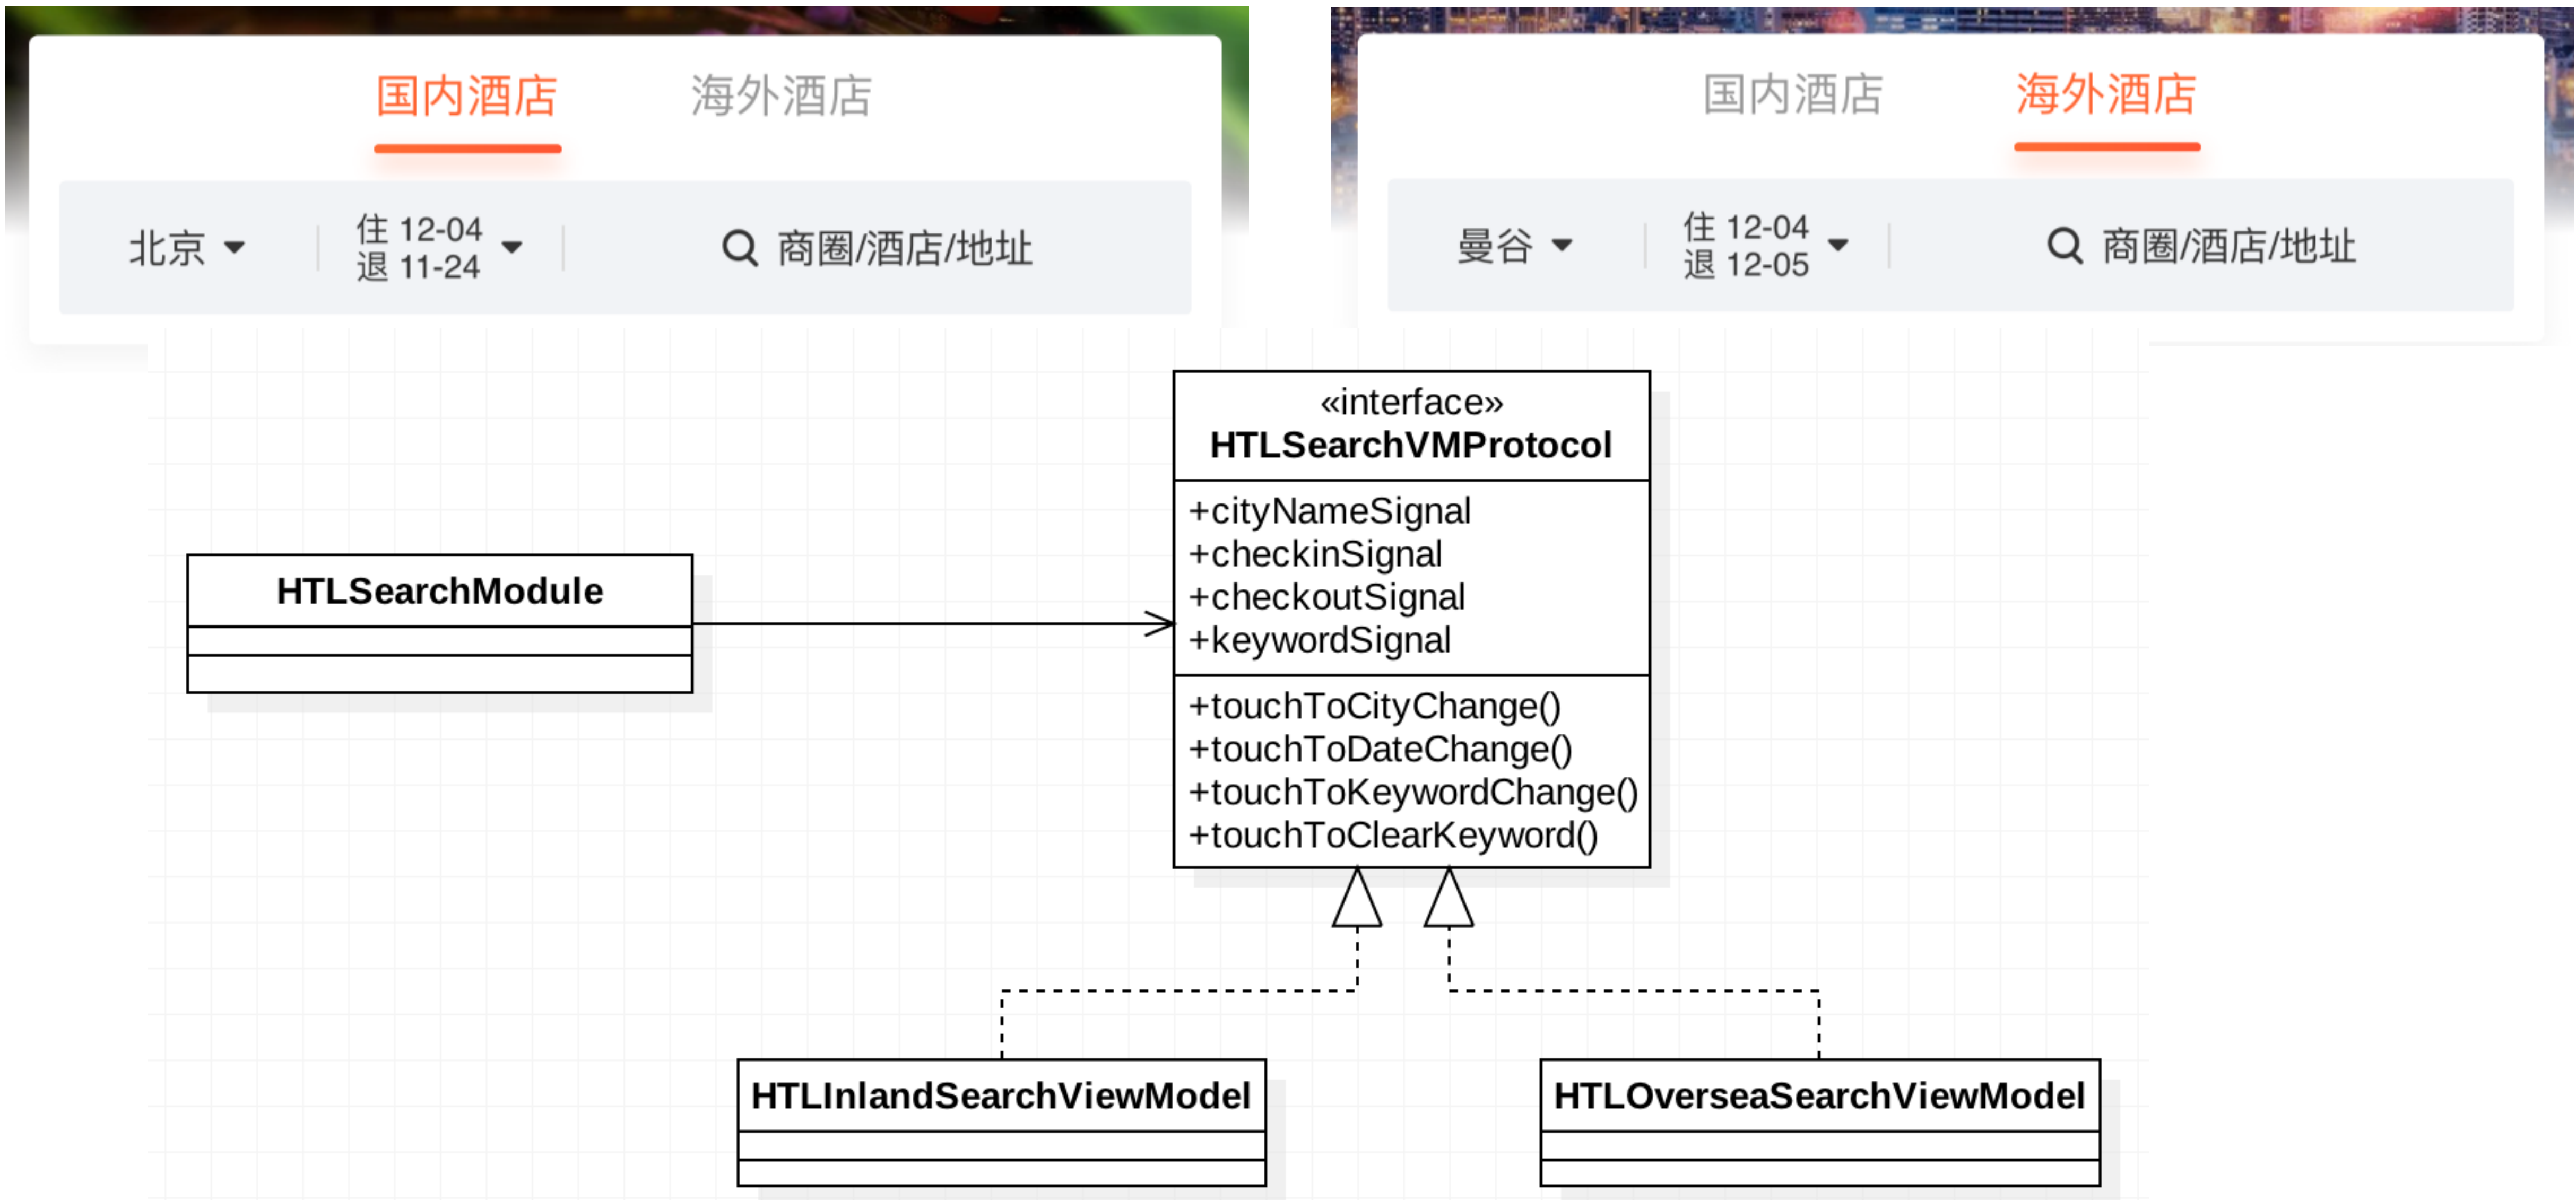 国内酒店 海外酒店
北京 住 12-04 商圈/酒店/地址
退 11-24
国内酒店 海外酒店
曼谷 住 12-04 商圈/酒店/地址
退 12-05
«interface»
HTLSearchVMProtocol
+cityNameSignal
+checkinSignal
+checkoutSignal
+keywordSignal
+touchToCityChange()
+touchToDateChange()
+touchToKeywordChange()
+touchToClearKeyword()
HTLSearchModule
HTLInlandSearchViewModel
HTLOverseaSearchViewModel